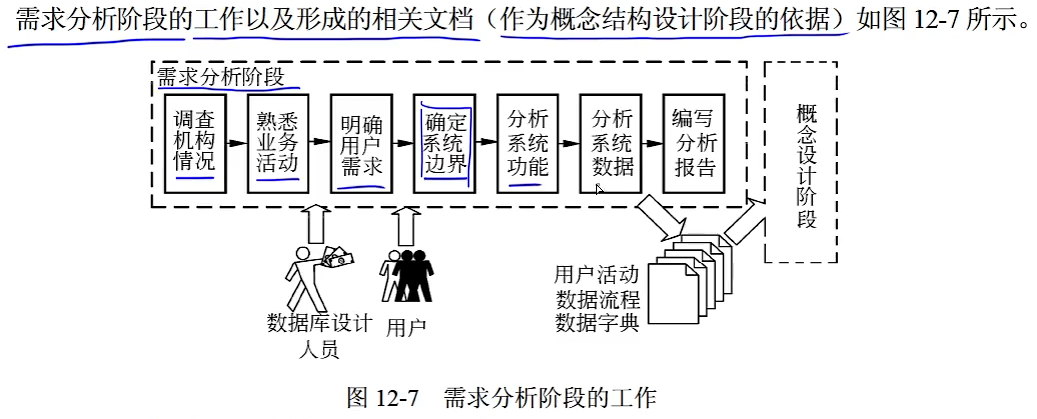 需求分析阶段的工作以及形成的相关文档（作为概念结构设计阶段的依据）如图 12-7 所示。
需求分析阶段
调查
机构
情况
熟悉
业务
活动
明确
用户
需求
确定
系统
边界
分析
系统
功能
分析
系统
数据
编写
分析
报告
概念设计阶段
数据库设计
人员
用户
用户活动
数据流程
数据字典
图 12-7 需求分析阶段的工作